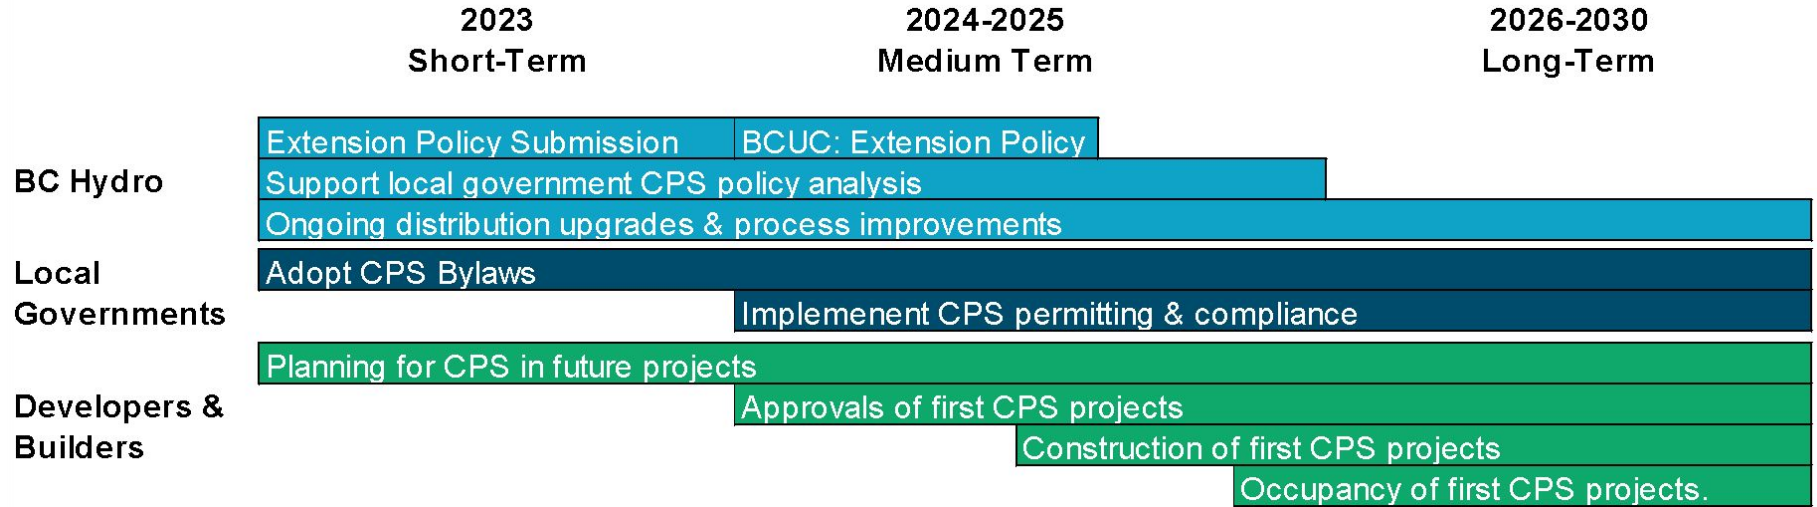 2023
Short-Term
2024-2025
Medium Term
2026-2030
Long-Term
BC Hydro
Extension Policy Submission
BCUC: Extension Policy
Support local government CPS policy analysis
Ongoing distribution upgrades & process improvements
Local
Governments
Adopt CPS Bylaws
Implemenent CPS permitting & compliance
Developers &
Builders
Planning for CPS in future projects
Approvals of first CPS projects
Construction of first CPS projects
Occupancy of first CPS projects.